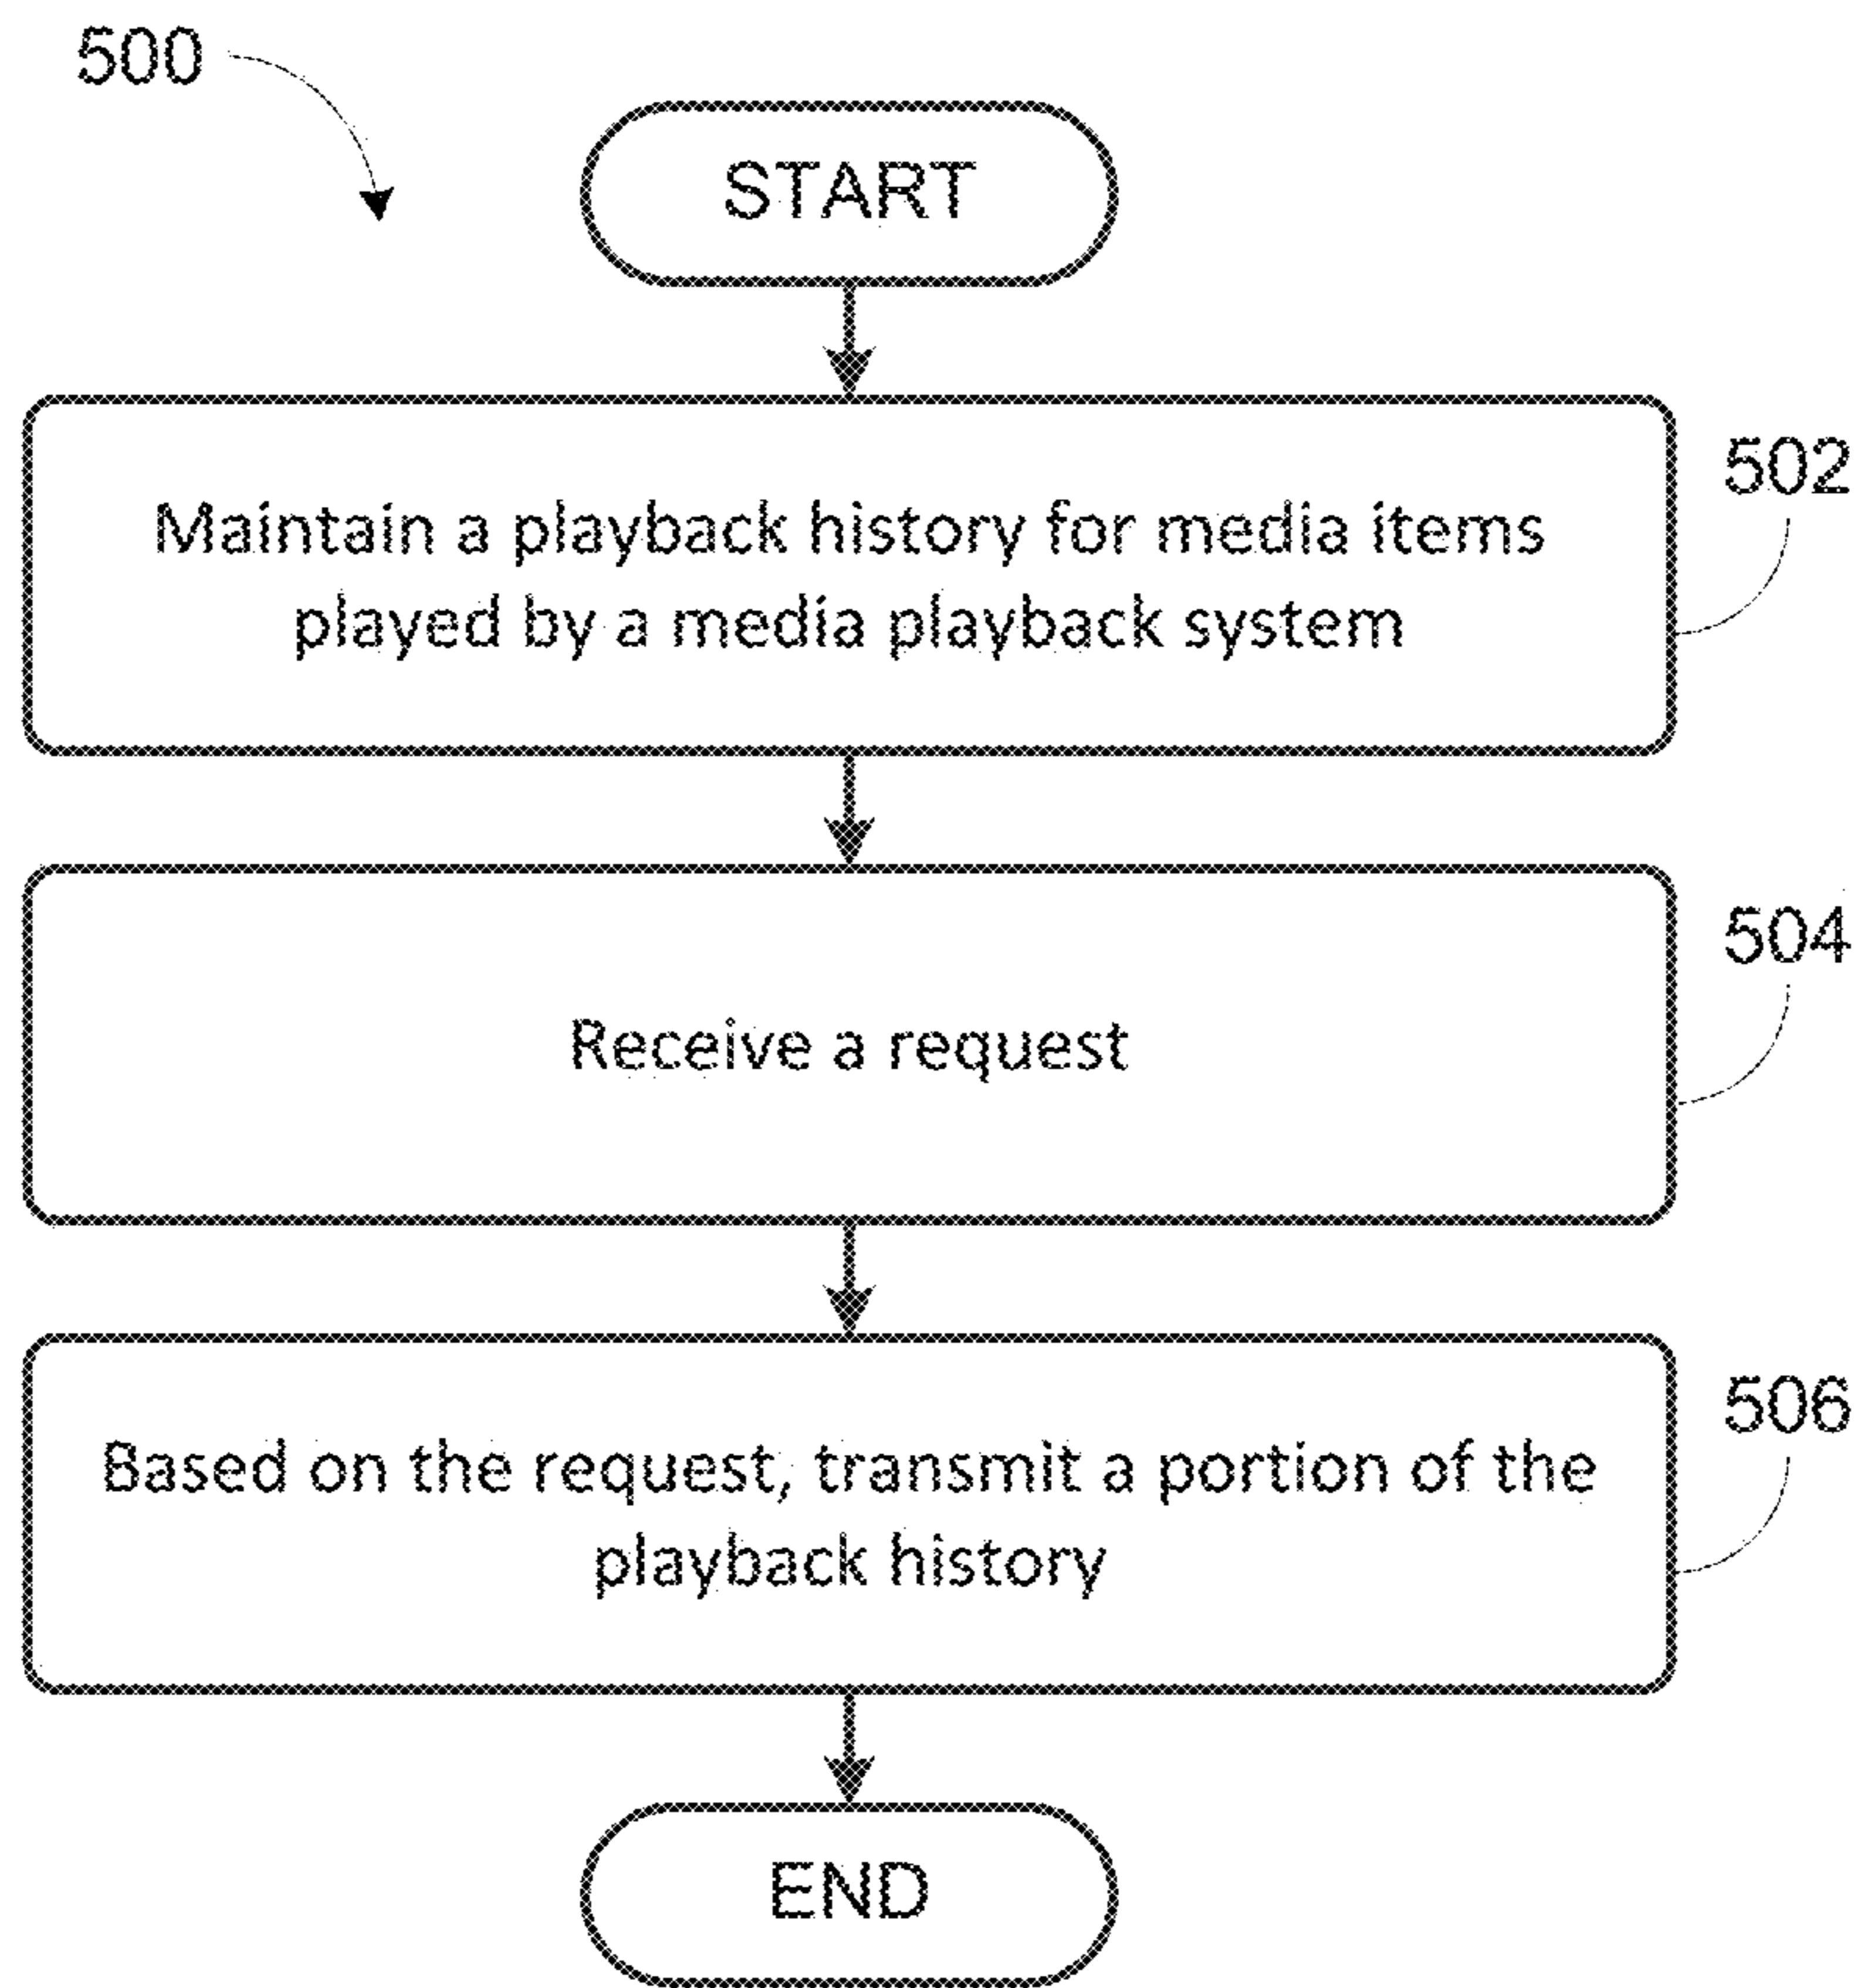 500
START
Maintain a playback history for media items
played by a media playback system
502
Receive a request
504
Based on the request, transmit a portion of the
playback history
506
END